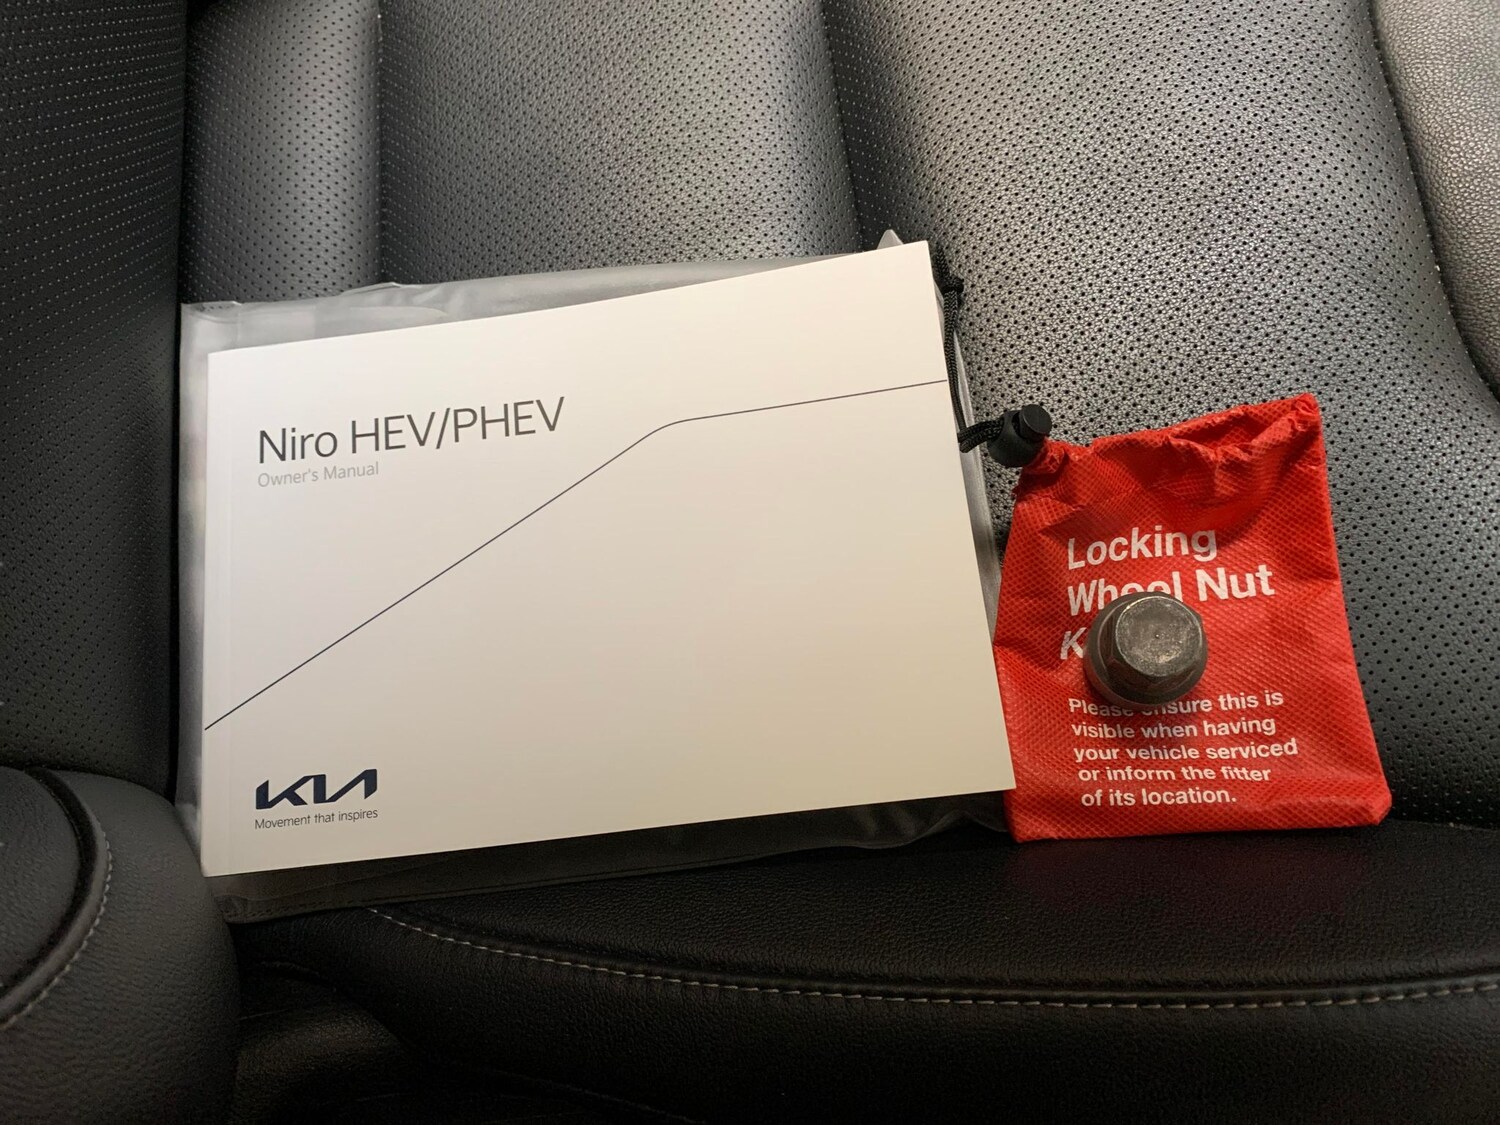 Niro HEV/PHEV
Owner's Manual
KIA
Movement that inspires
Locking
Wheel Nut
Please ensure this is
visible when having
your vehicle serviced
or inform the fitter
of its location.